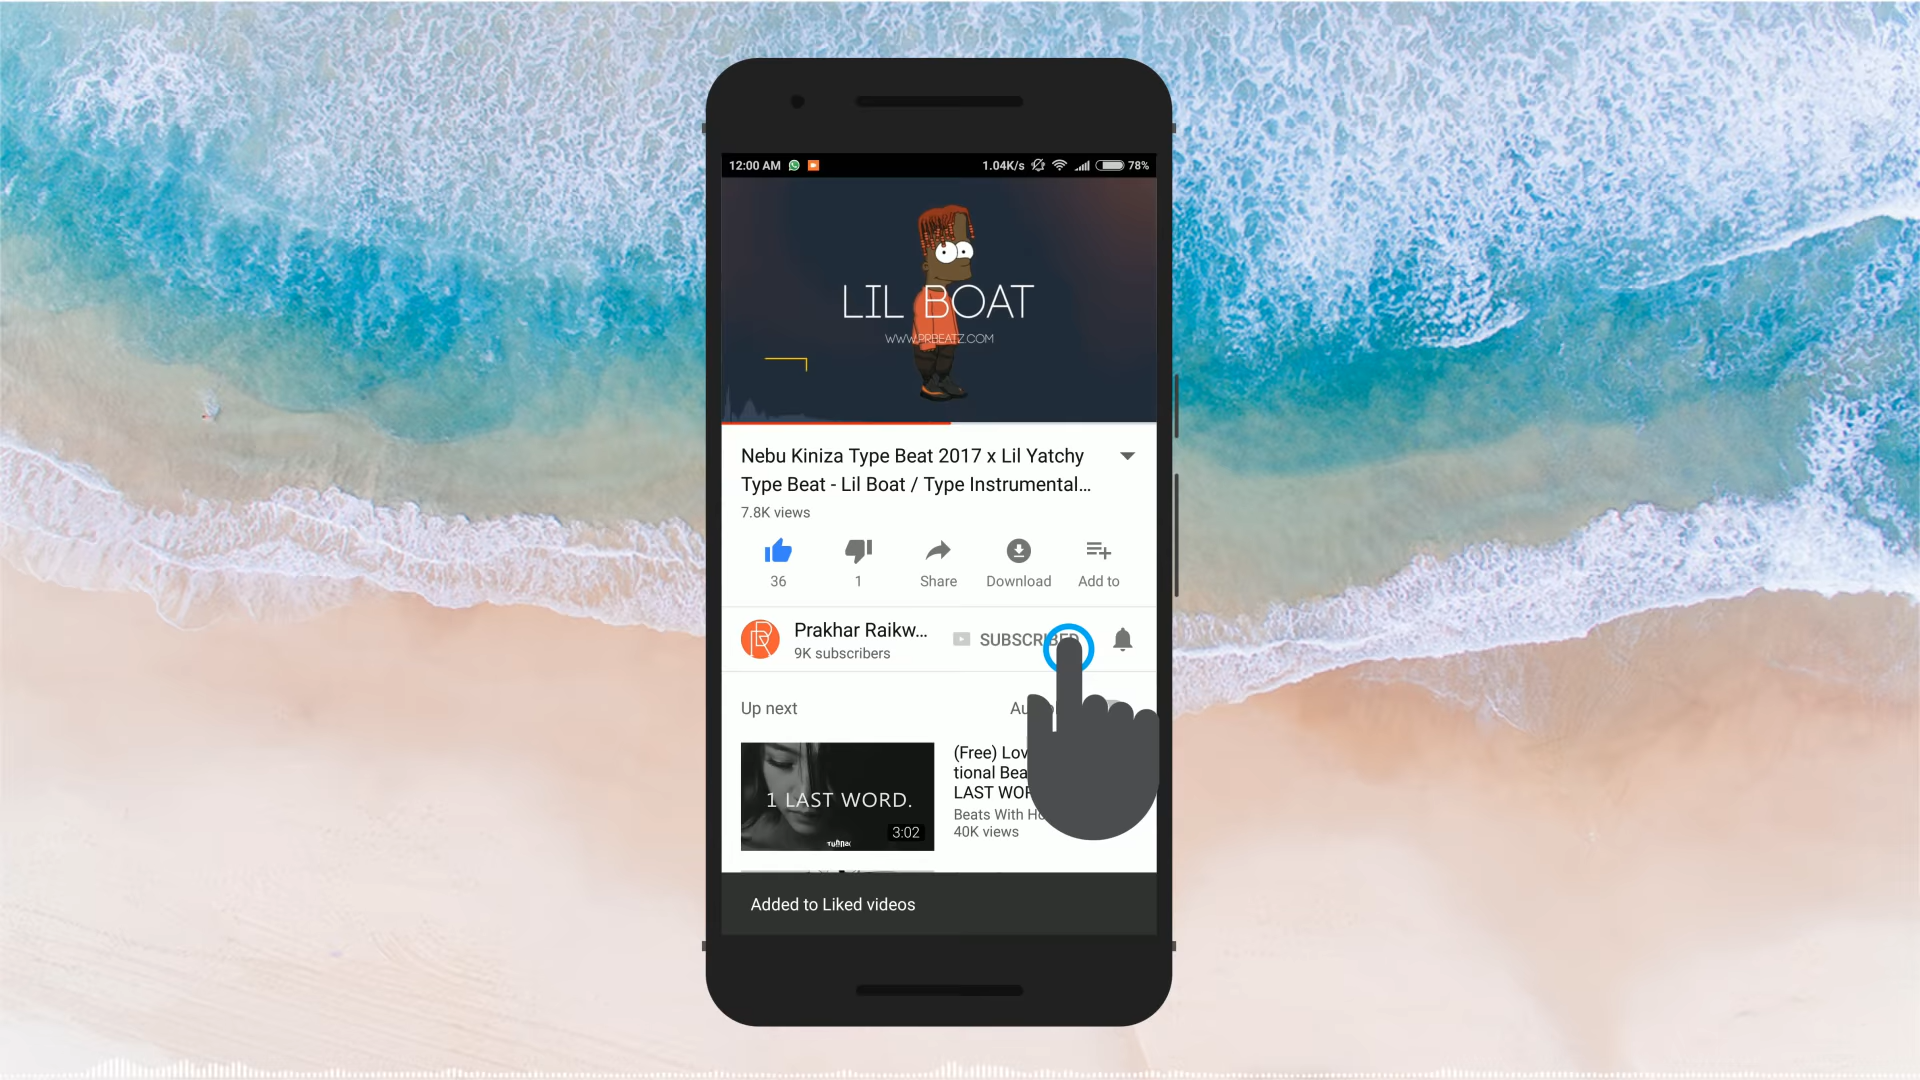 12:00 AM 1.04K/s 78%
LIL BOAT
WWW.PRBEATZ.COM
Nebu Kiniza Type Beat 2017 x Lil Yatchy
Type Beat - Lil Boat / Type Instrumental...
7.8K views
36 1 Share Download Add to
Prakhar Raikw...
9K subscribers
SUBSCRIBED
Up next
1 LAST WORD.
3:02
(Free) Lov
tional Bea
LAST WOR
Beats With Ho
40K views
Added to Liked videos